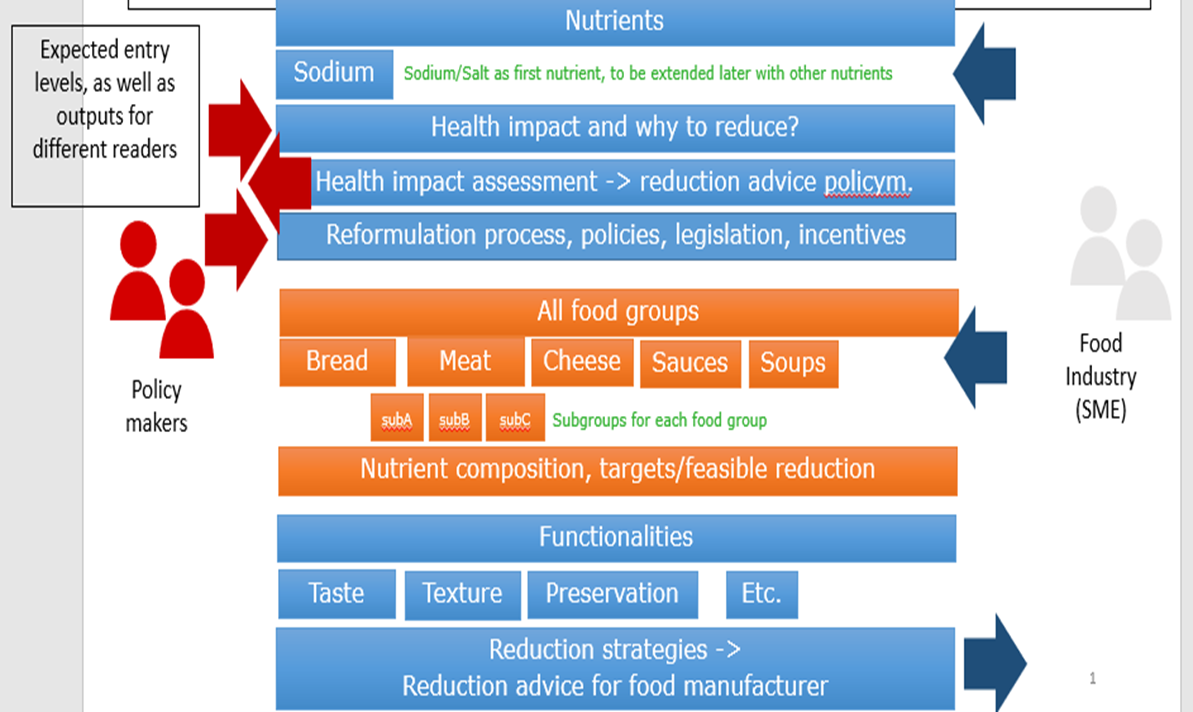 Nutrients
Expected entry
levels, as well as
outputs for
different readers
Sodium
Sodium/Salt as first nutrient, to be extended later with other nutrients
Health impact and why to reduce?
Health impact assessment -> reduction advice policym.
Reformulation process, policies, legislation, incentives
All food groups
Bread
Meat
Cheese
Sauces
Soups
Food
Industry
(SME)
Policy
makers
subA
subB
subC
Subgroups for each food group
Nutrient composition, targets/feasible reduction
Functionalities
Taste
Texture
Preservation
Etc.
Reduction strategies ->
Reduction advice for food manufacturer
1